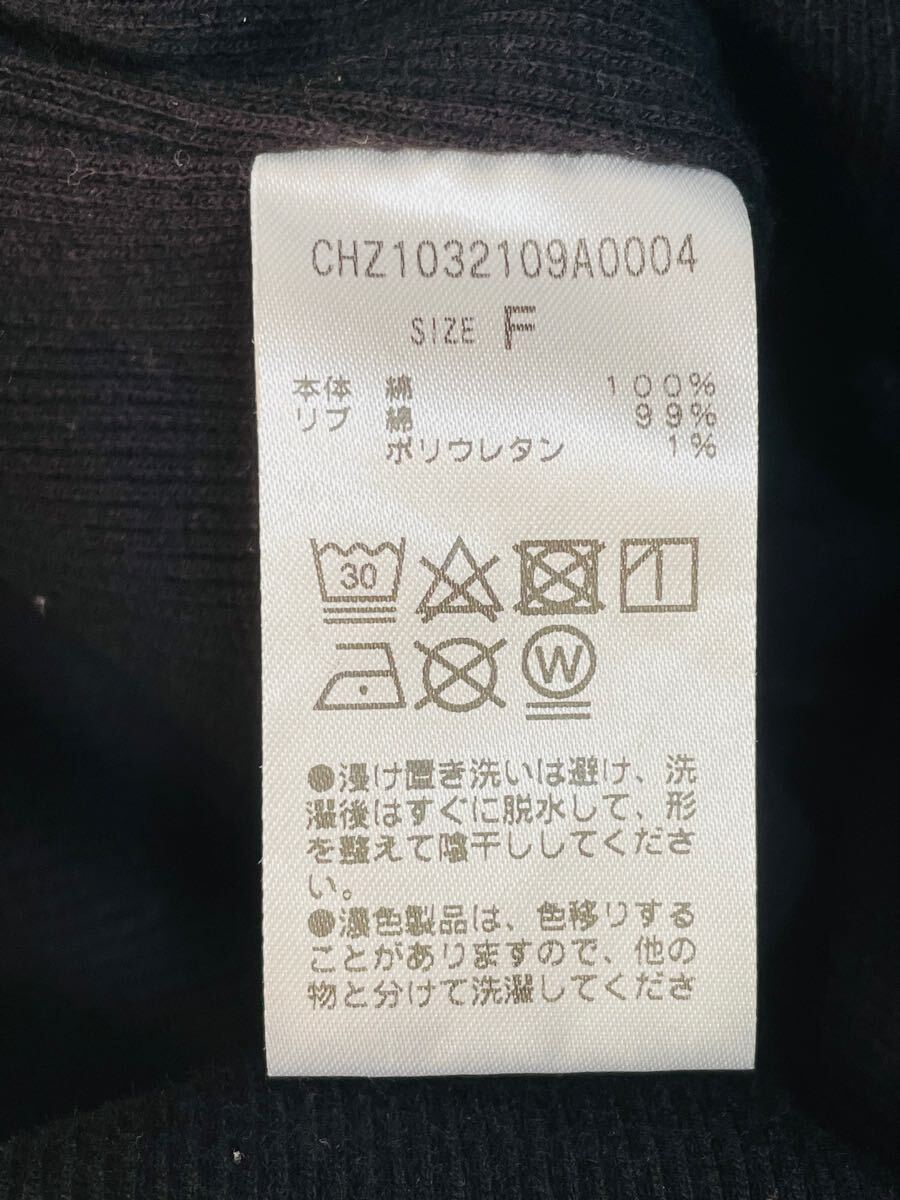 CHZ1032109A0004
SIZE F
本体 綿 100%
リブ 綿 99%
ポリウレタン 1%
30
W
●浸け置き洗いは避け、洗
濯後はすぐに脱水して、形
を整えて陰干ししてくださ
い。
●濃色製品は、色移りする
ことがありますので、他の
物と分けて洗濯してくださ